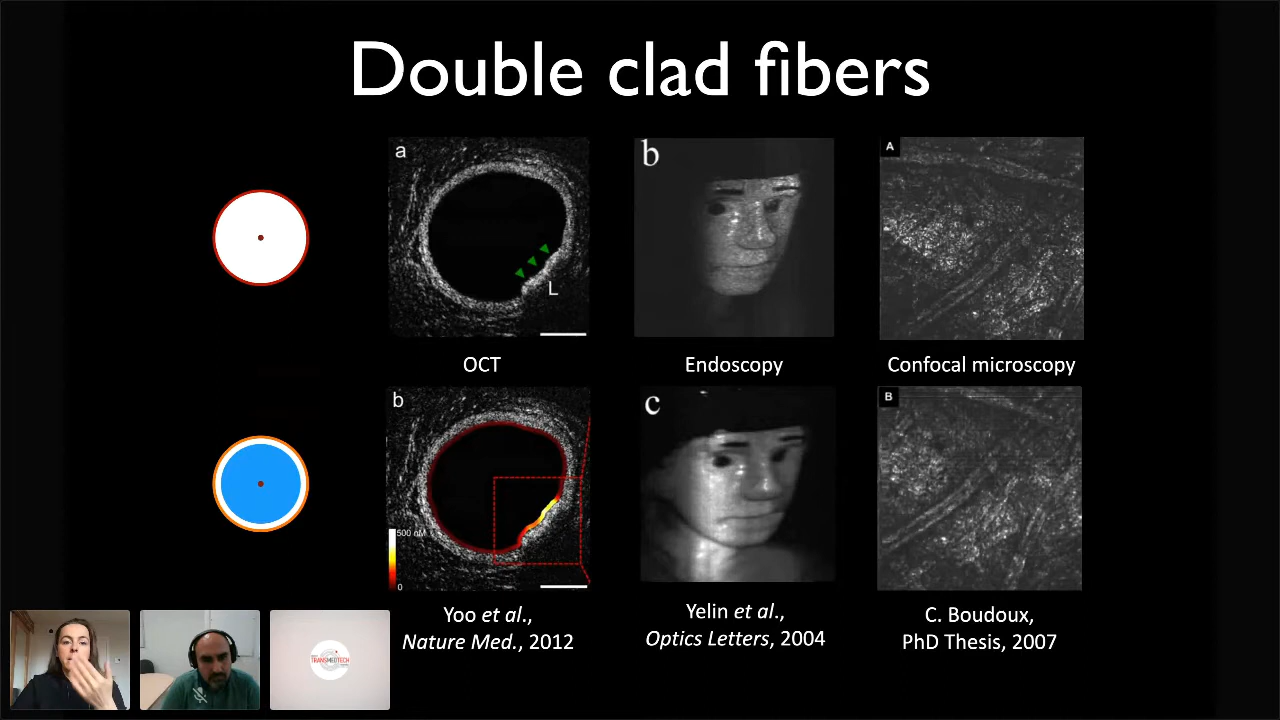 Double clad fibers
a
b
A
L
OCT
Endoscopy
Confocal microscopy
b
c
B
500 nM
0
Yoo et al.,
Nature Med., 2012
Yelin et al.,
Optics Letters, 2004
C. Boudoux,
PhD Thesis, 2007
TRANSMEDTECH